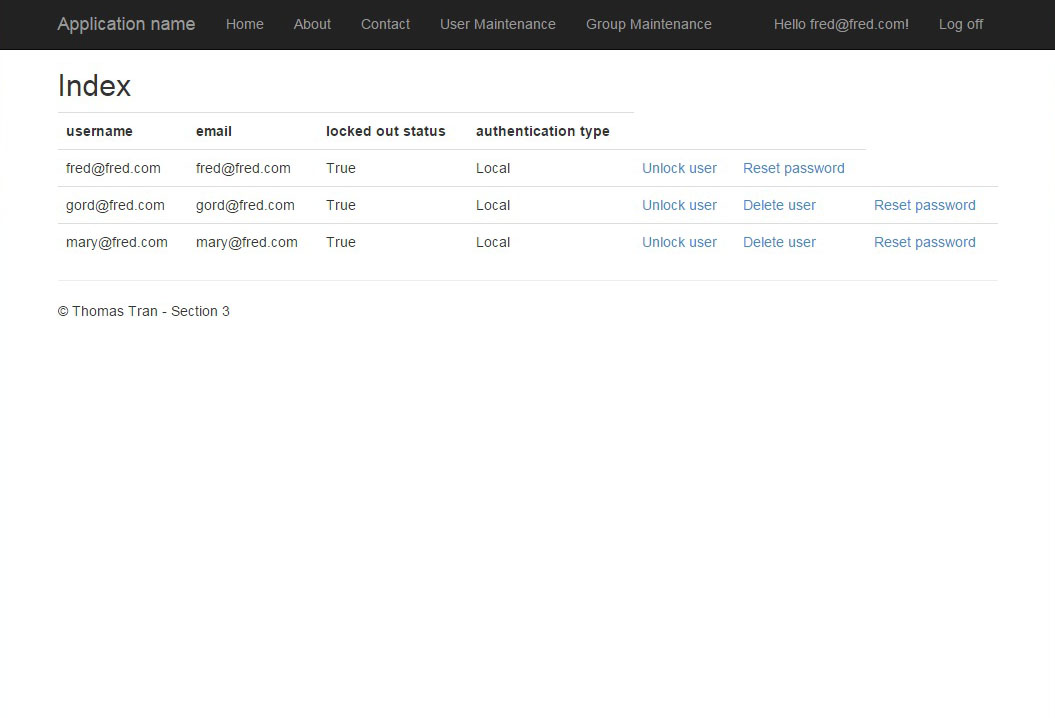 Application name Home About Contact User Maintenance Group Maintenance Hello fred@fred.com! Log off
Index
username email locked out status authentication type
fred@fred.com fred@fred.com True Local Unlock user Reset password
gord@fred.com gord@fred.com True Local Unlock user Delete user Reset password
mary@fred.com mary@fred.com True Local Unlock user Delete user Reset password
© Thomas Tran - Section 3